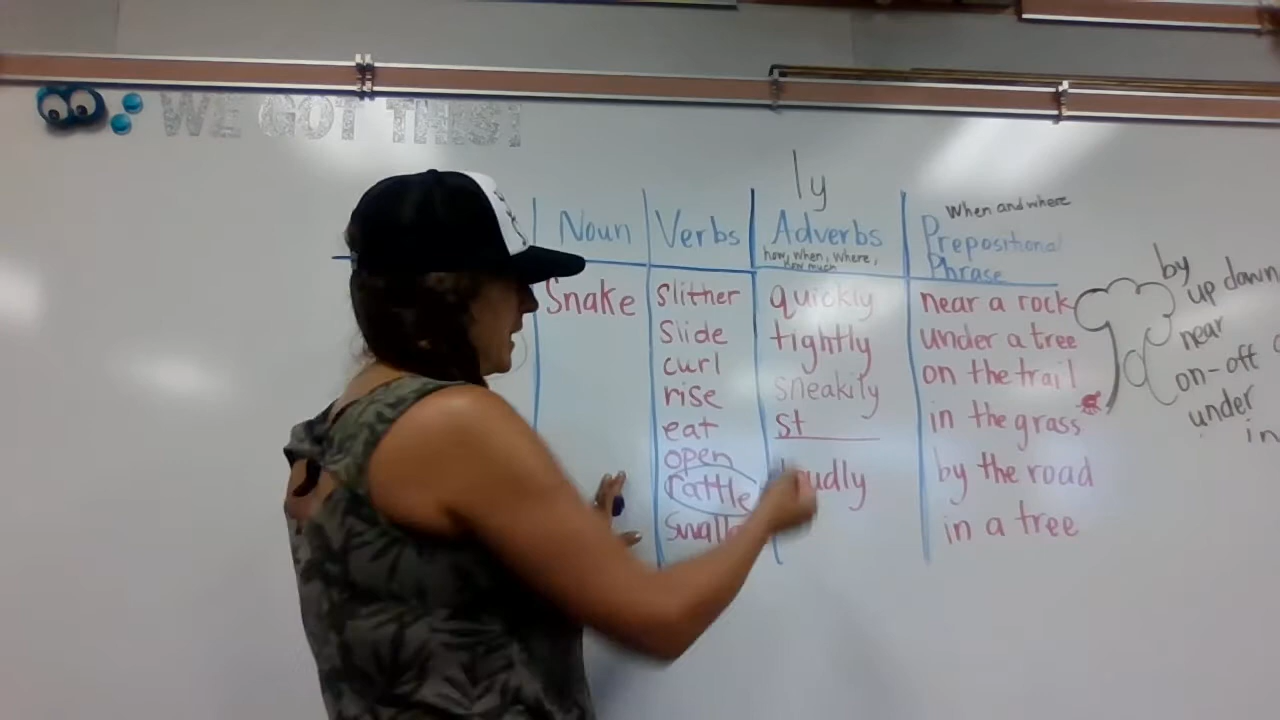 WE GOT THIS!
ly
Noun
Verbs
Adverbs
how, when, where,
how much
When and where
Prepositional
Phrase
Snake
slither
slide
curl
rise
eat
open
rattle
quickly
tightly
sneakily
st
near a rock
under a tree
on the trail
in the grass
by the road
in a tree
by
up down
near
on-off
under
in